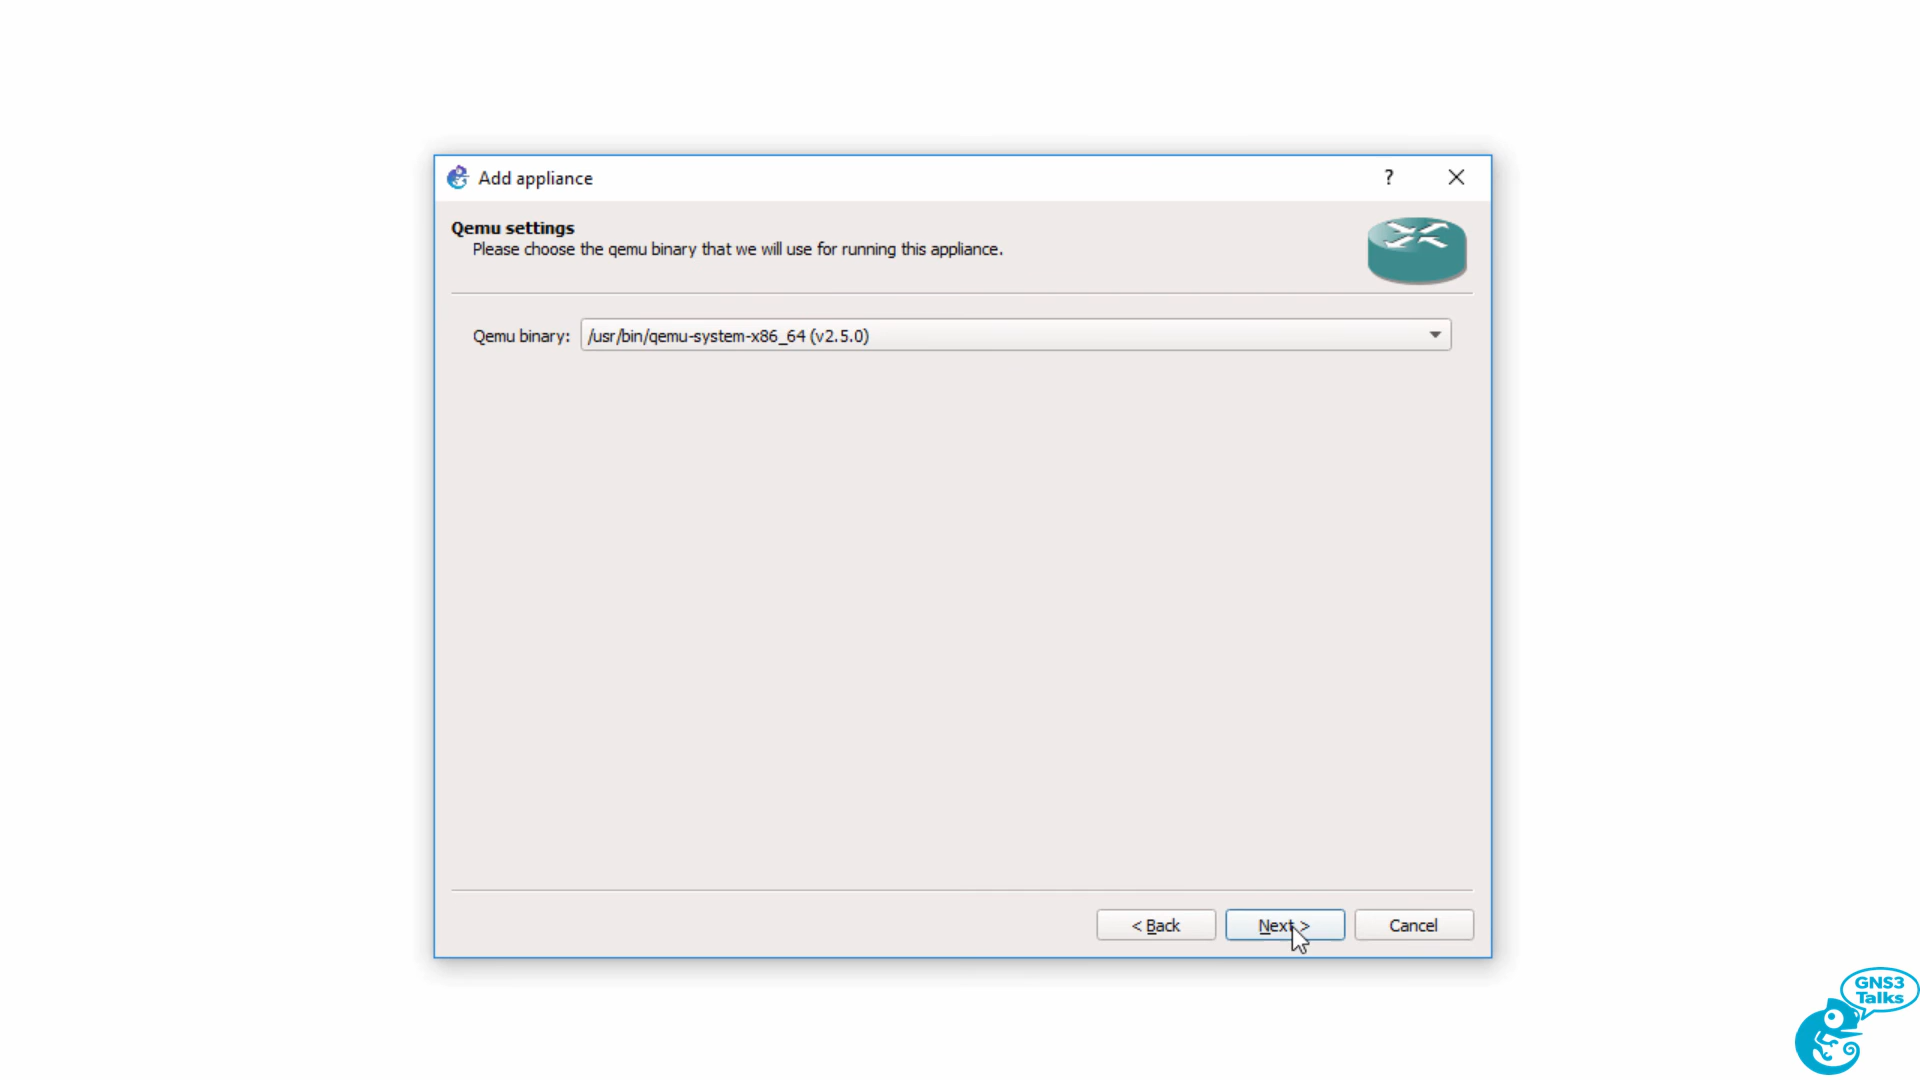 Add appliance
?
Qemu settings
Please choose the qemu binary that we will use for running this appliance.
Qemu binary: /usr/bin/qemu-system-x86_64 (v2.5.0)
< Back Next > Cancel
GNS3
Talks